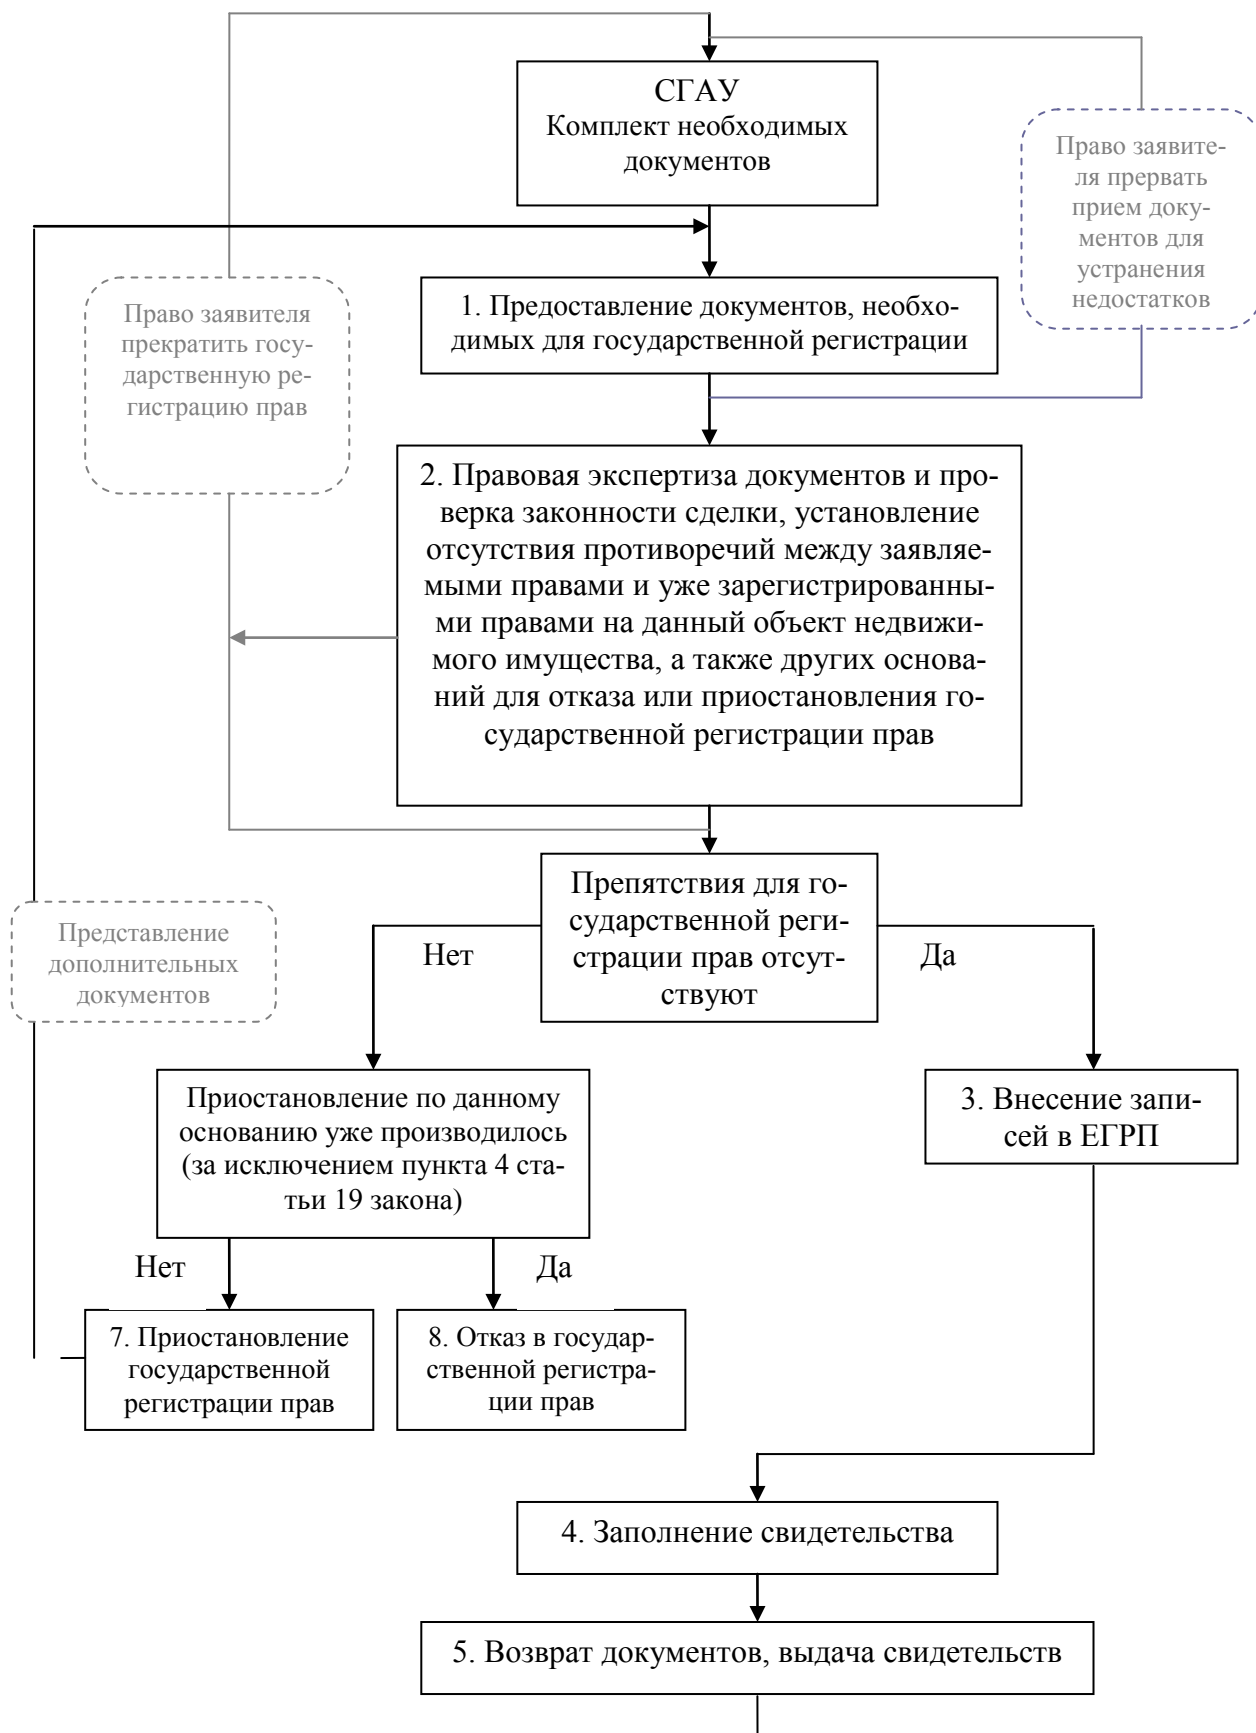 СГАУ
Комплект необходимых
документов
Право заявите-
ля прервать
прием доку-
ментов для
устранения
недостатков
Право заявителя
прекратить госу-
дарственную ре-
гистрацию прав
1. Предоставление документов, необхо-
димых для государственной регистрации
2. Правовая экспертиза документов и про-
верка законности сделки, установление
отсутствия противоречий между заявляе-
мыми правами и уже зарегистрированны-
ми правами на данный объект недвижи-
мого имущества, а также других основа-
ний для отказа или приостановления го-
сударственной регистрации прав
Препятствия для го-
сударственной реги-
страции прав отсут-
ствуют
Нет
Да
Представление
дополнительных
документов
Приостановление по данному
основанию уже производилось
(за исключением пункта 4 ста-
тьи 19 закона)
3. Внесение запи-
сей в ЕГРП
Нет
Да
7. Приостановление
государственной
регистрации прав
8. Отказ в государ-
ственной регистра-
ции прав
4. Заполнение свидетельства
5. Возврат документов, выдача свидетельств